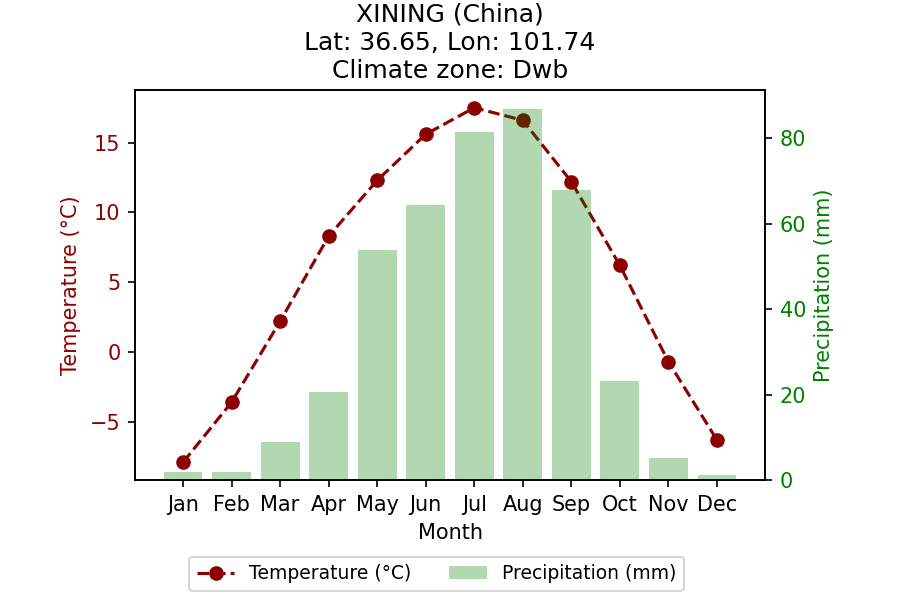 XINING (China)
Lat: 36.65, Lon: 101.74
Climate zone: Dwb
Temperature (°C)
15
10
5
0
−5
80
60
40
20
0
Precipitation (mm)
Jan Feb Mar Apr May Jun Jul Aug Sep Oct Nov Dec
Month
Temperature (°C) Precipitation (mm)